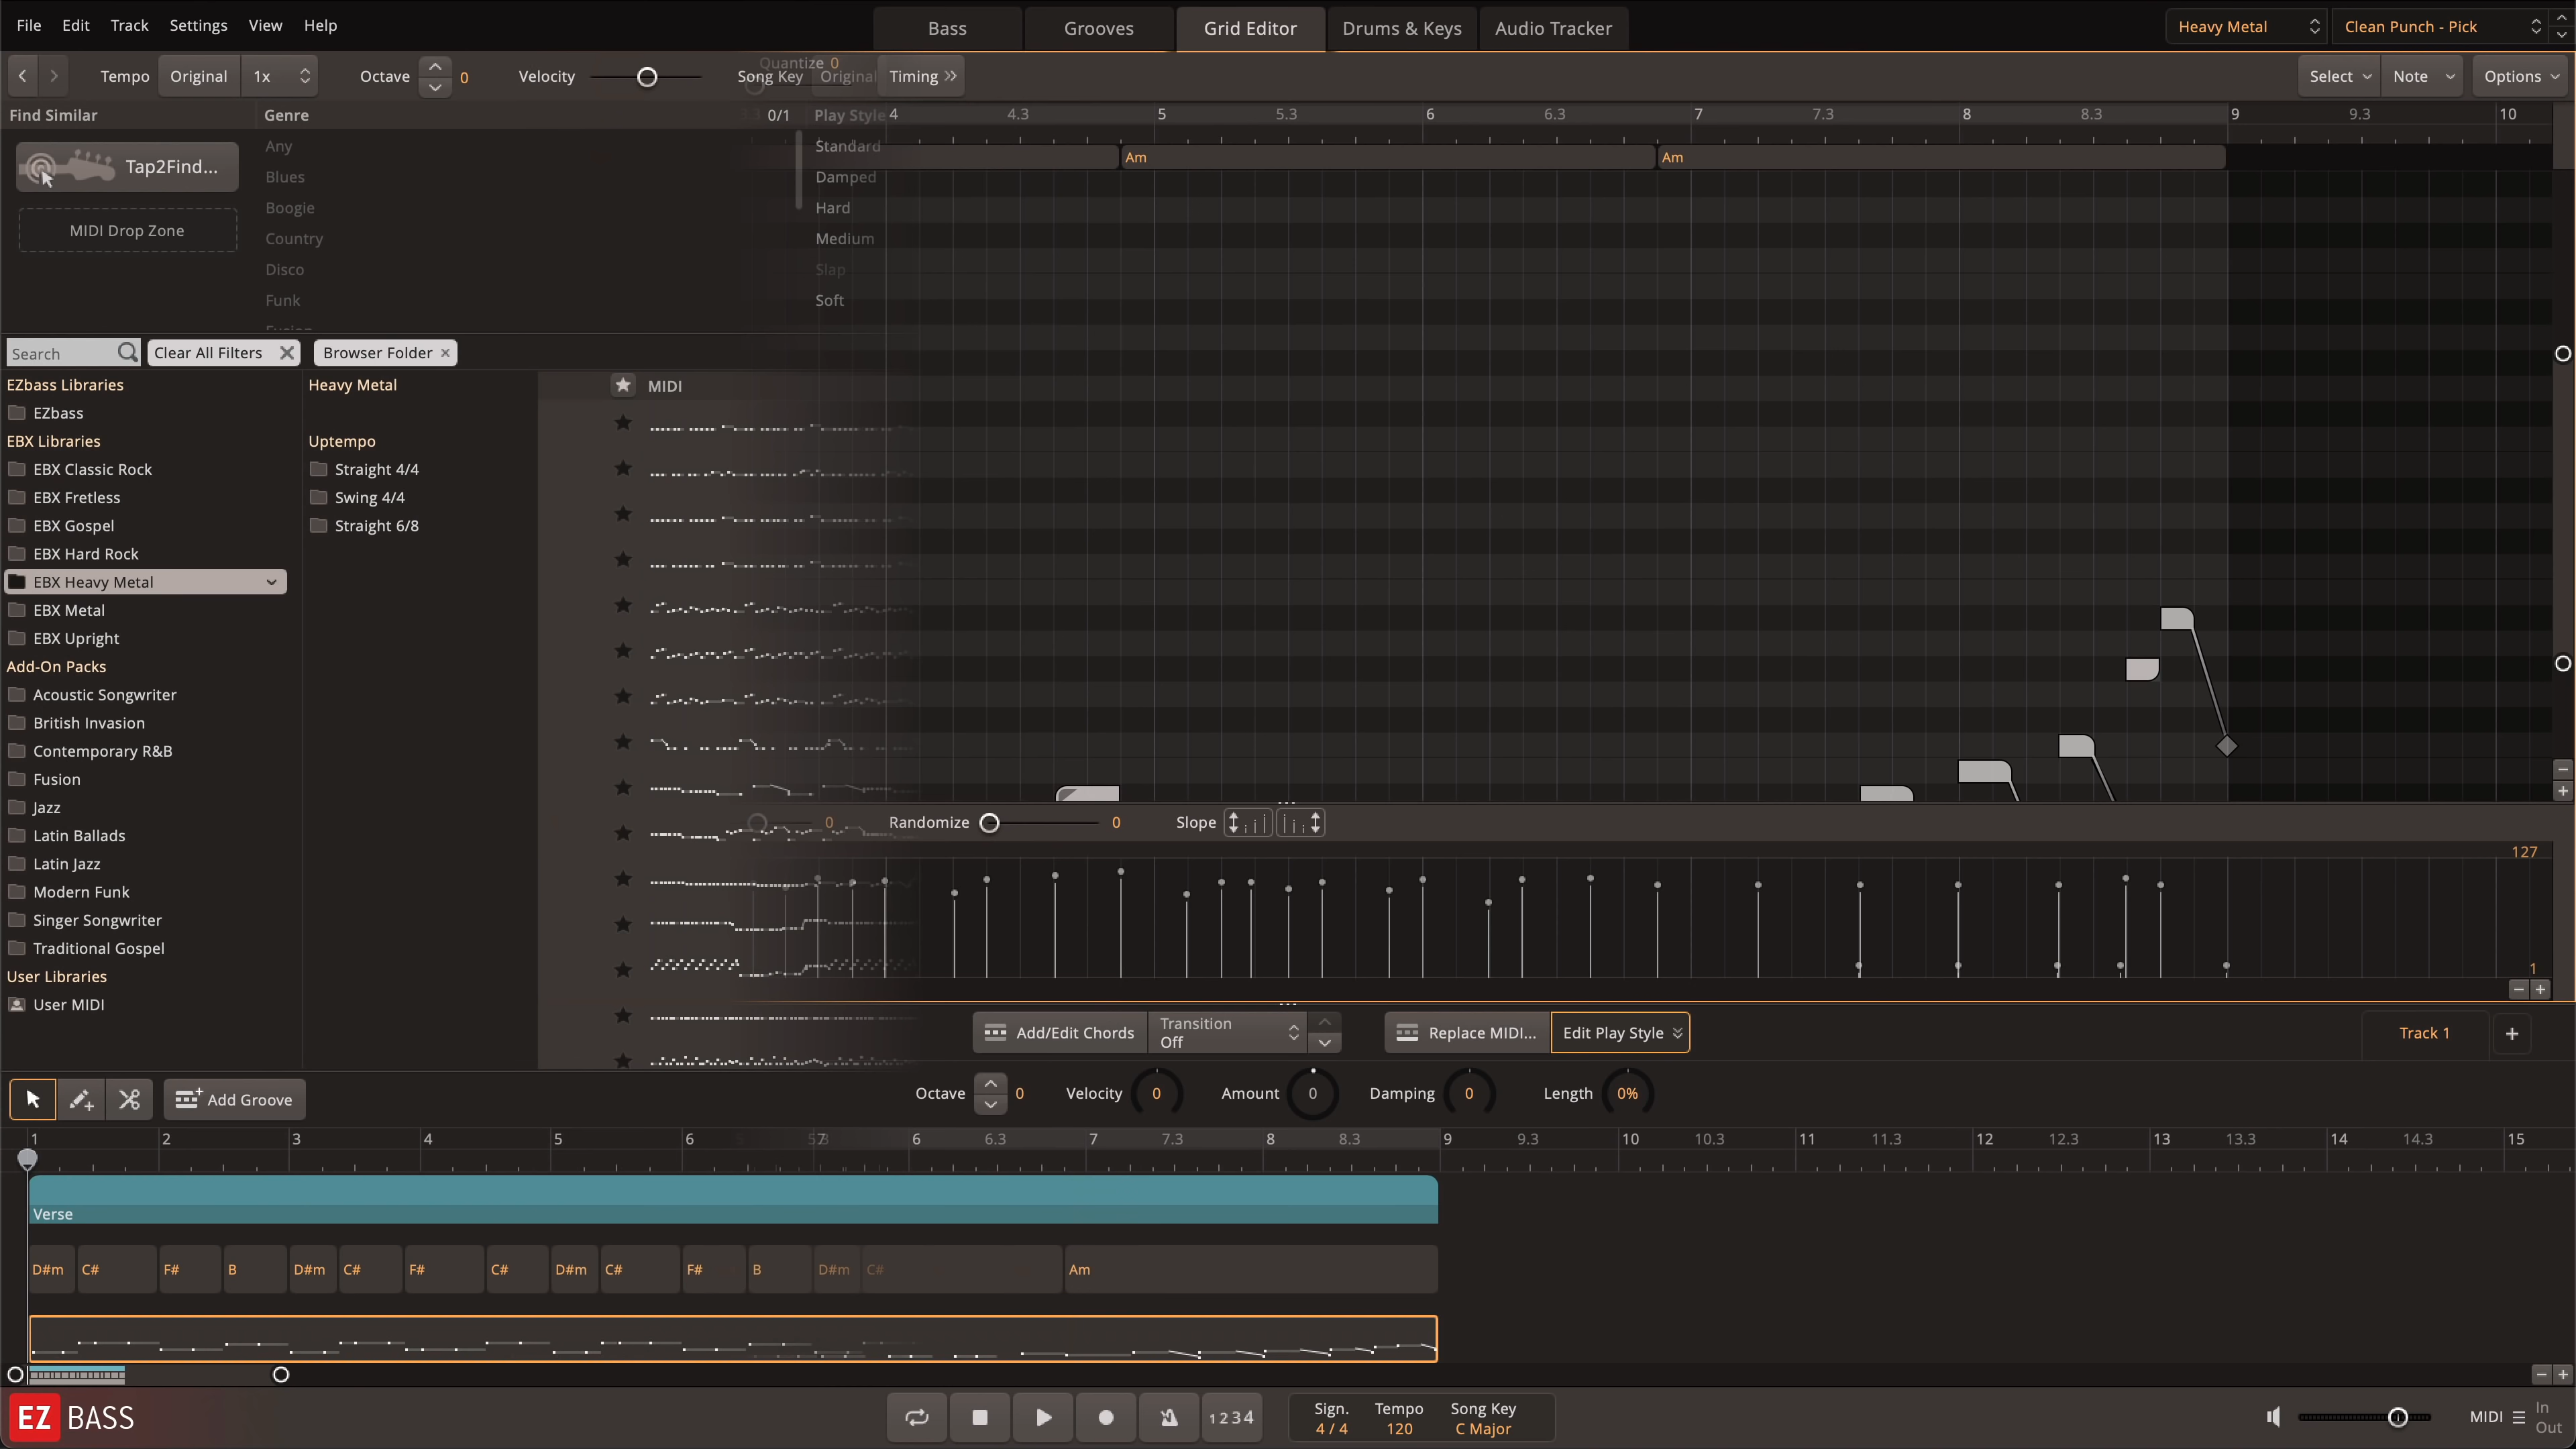 File Edit Track Settings View Help
Bass Grooves Grid Editor Drums & Keys Audio Tracker
Heavy Metal Clean Punch - Pick
Tempo Original 1x Octave 0 Velocity Song Key Original Timing
Quantize 0
Select Note Options
Find Similar Genre 0/1 Play Style
4 4.3 5 5.3 6 6.3 7 7.3 8 8.3 9 9.3 10
Am Am
Tap2Find...
MIDI Drop Zone
Any
Blues
Boogie
Country
Disco
Funk
Fusion
Standard
Damped
Hard
Medium
Slap
Soft
Search Clear All Filters Browser Folder
EZbass Libraries
EZbass
EBX Libraries
EBX Classic Rock
EBX Fretless
EBX Gospel
EBX Hard Rock
EBX Heavy Metal
EBX Metal
EBX Upright
Add-On Packs
Acoustic Songwriter
British Invasion
Contemporary R&B
Fusion
Jazz
Latin Ballads
Latin Jazz
Modern Funk
Singer Songwriter
Traditional Gospel
User Libraries
User MIDI
Heavy Metal
Uptempo
Straight 4/4
Swing 4/4
Straight 6/8
MIDI
0 Randomize 0 Slope
127
1
Add/Edit Chords Transition Off Replace MIDI... Edit Play Style
Track 1
Add Groove
Octave 0 Velocity 0 Amount 0 Damping 0 Length 0%
1 2 3 4 5 6 7 6 6.3 7 7.3 8 8.3 9 9.3 10 10.3 11 11.3 12 12.3 13 13.3 14 14.3 15
Verse
D#m C# F# B D#m C# F# C# D#m C# F# B D#m C# Am
EZ BASS
1 2 3 4
Sign. Tempo Song Key
4 / 4 120 C Major
MIDI In
Out